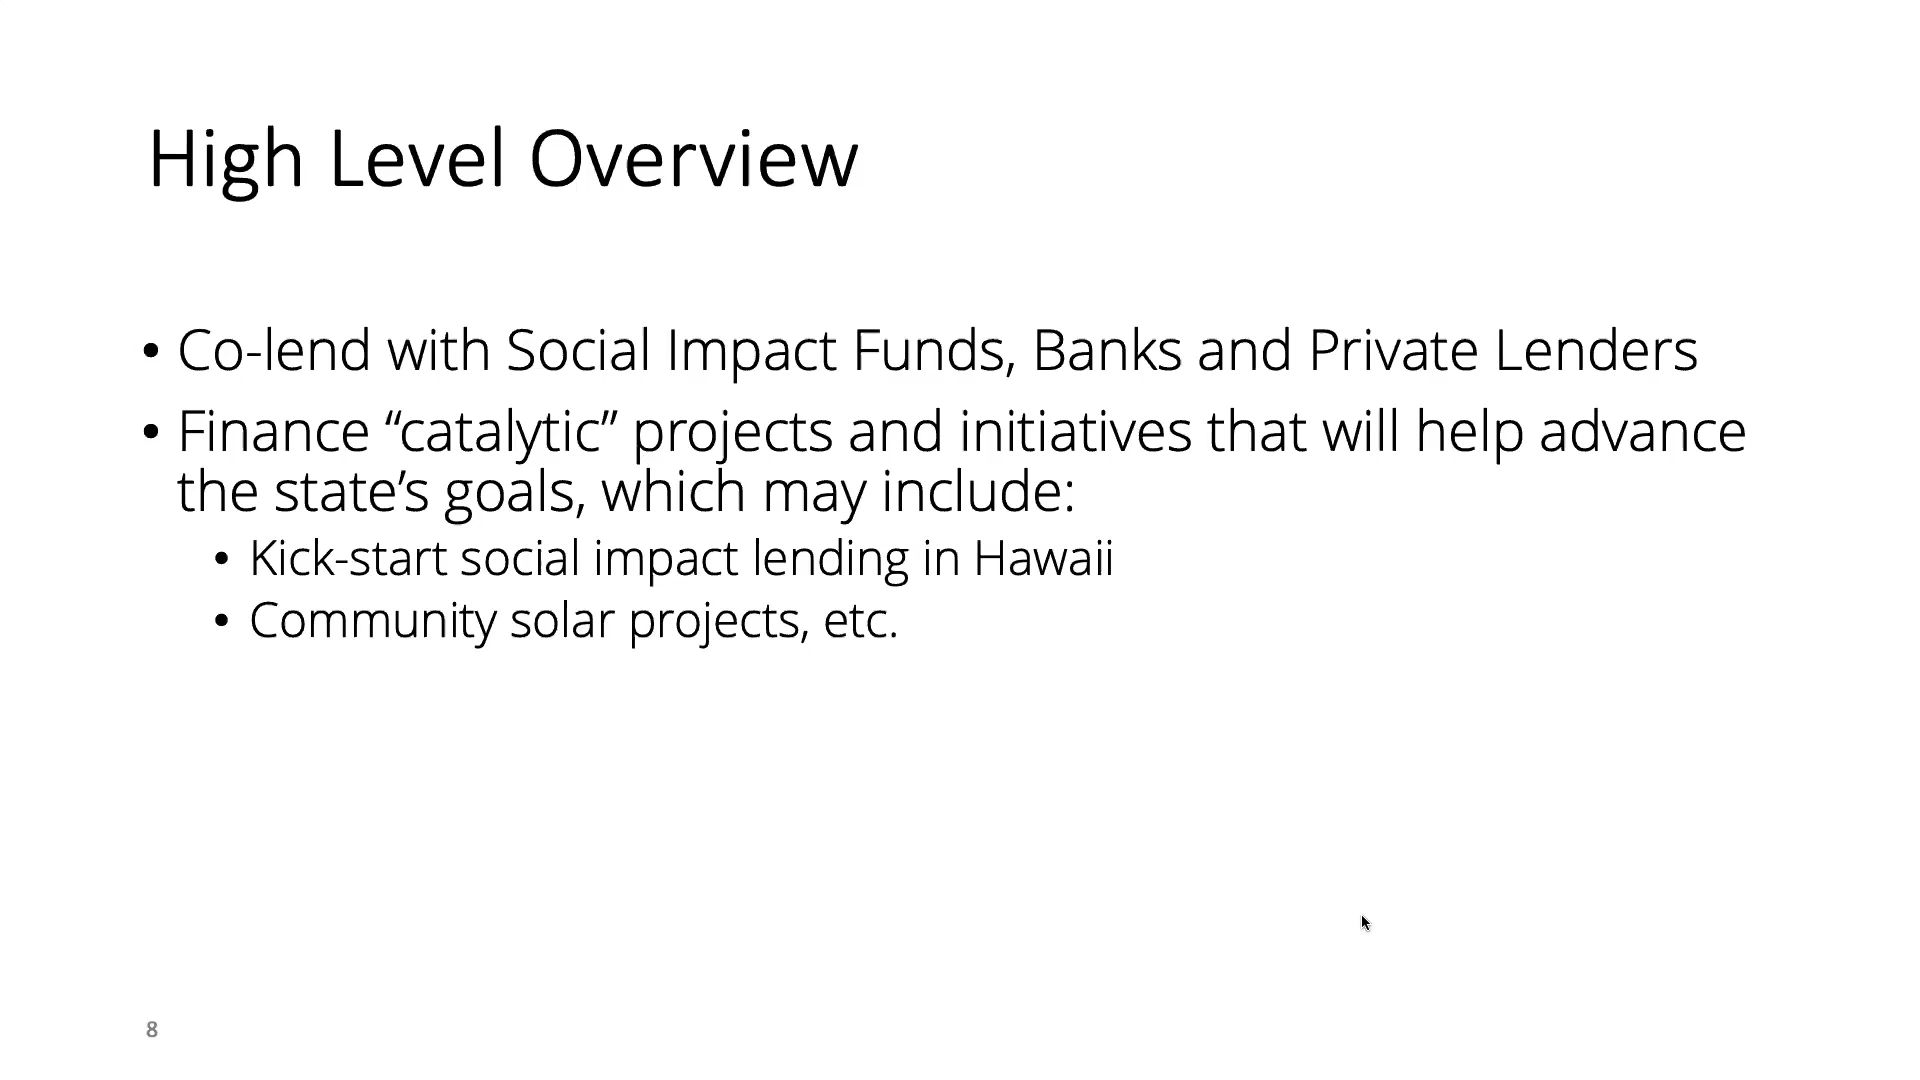 High Level Overview
• Co-lend with Social Impact Funds, Banks and Private Lenders
• Finance “catalytic” projects and initiatives that will help advance
the state’s goals, which may include:
• Kick-start social impact lending in Hawaii
• Community solar projects, etc.
8